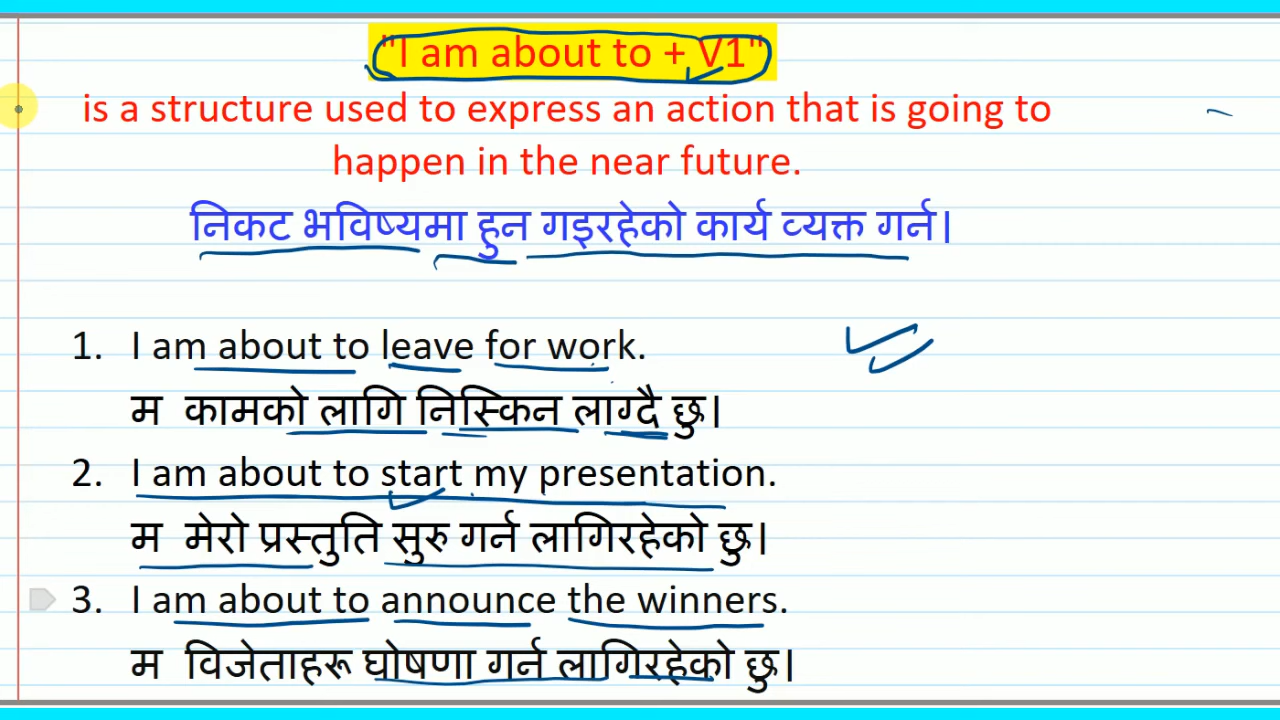 "I am about to + V1"
is a structure used to express an action that is going to
happen in the near future.
निकट भविष्यमा हुन गइरहेको कार्य व्यक्त गर्न।
1. I am about to leave for work.
म कामको लागि निस्किन लाग्दै छु।
2. I am about to start my presentation.
म मेरो प्रस्तुति सुरु गर्न लागिरहेको छु।
3. I am about to announce the winners.
म विजेताहरू घोषणा गर्न लागिरहेको छु।